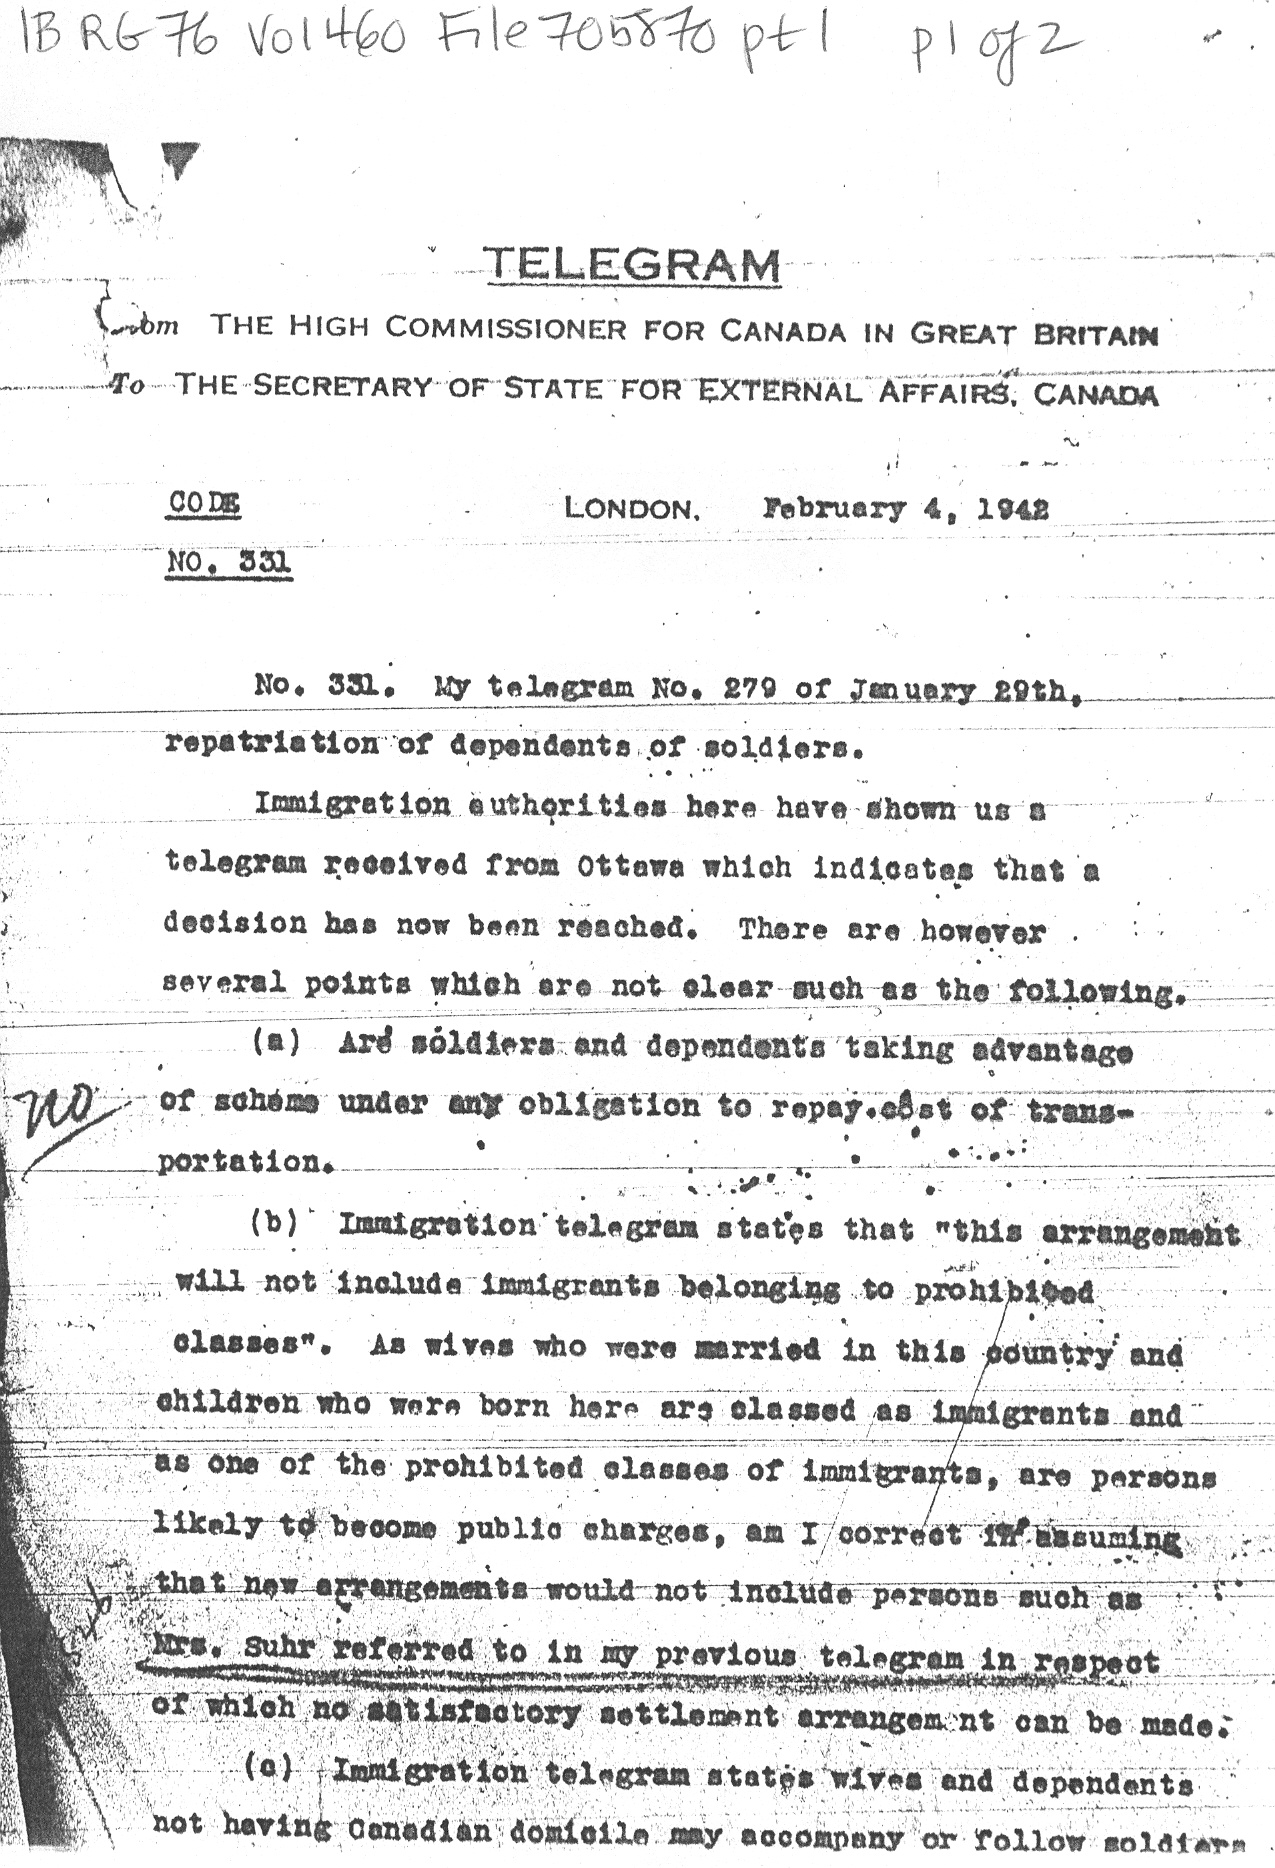 IB RG 76 Vol 460 File 705870 pt 1 p 1 of 2
TELEGRAM
THE HIGH COMMISSIONER FOR CANADA IN GREAT BRITAIN
To THE SECRETARY OF STATE FOR EXTERNAL AFFAIRS, CANADA
CODE LONDON, February 4, 1942
NO. 331
No. 331. My telegram No. 279 of January 29th,
repatriation of dependents of soldiers.
Immigration authorities here have shown us a
telegram received from Ottawa which indicates that a
decision has now been reached. There are however
several points which are not clear such as the following.
(a) Are soldiers and dependents taking advantage
no of scheme under any obligation to repay cost of trans-
portation.
(b) Immigration telegram states that "this arrangement
will not include immigrants belonging to prohibited
classes". As wives who were married in this country and
children who were born here are classed as immigrants and
as one of the prohibited classes of immigrants, are persons
likely to become public charges, am I correct in assuming
that new arrangements would not include persons such as
Mrs. Suhr referred to in my previous telegram in respect
of which no satisfactory settlement arrangement can be made.
(c) Immigration telegram states wives and dependents
not having Canadian domicile may accompany or follow soldiers